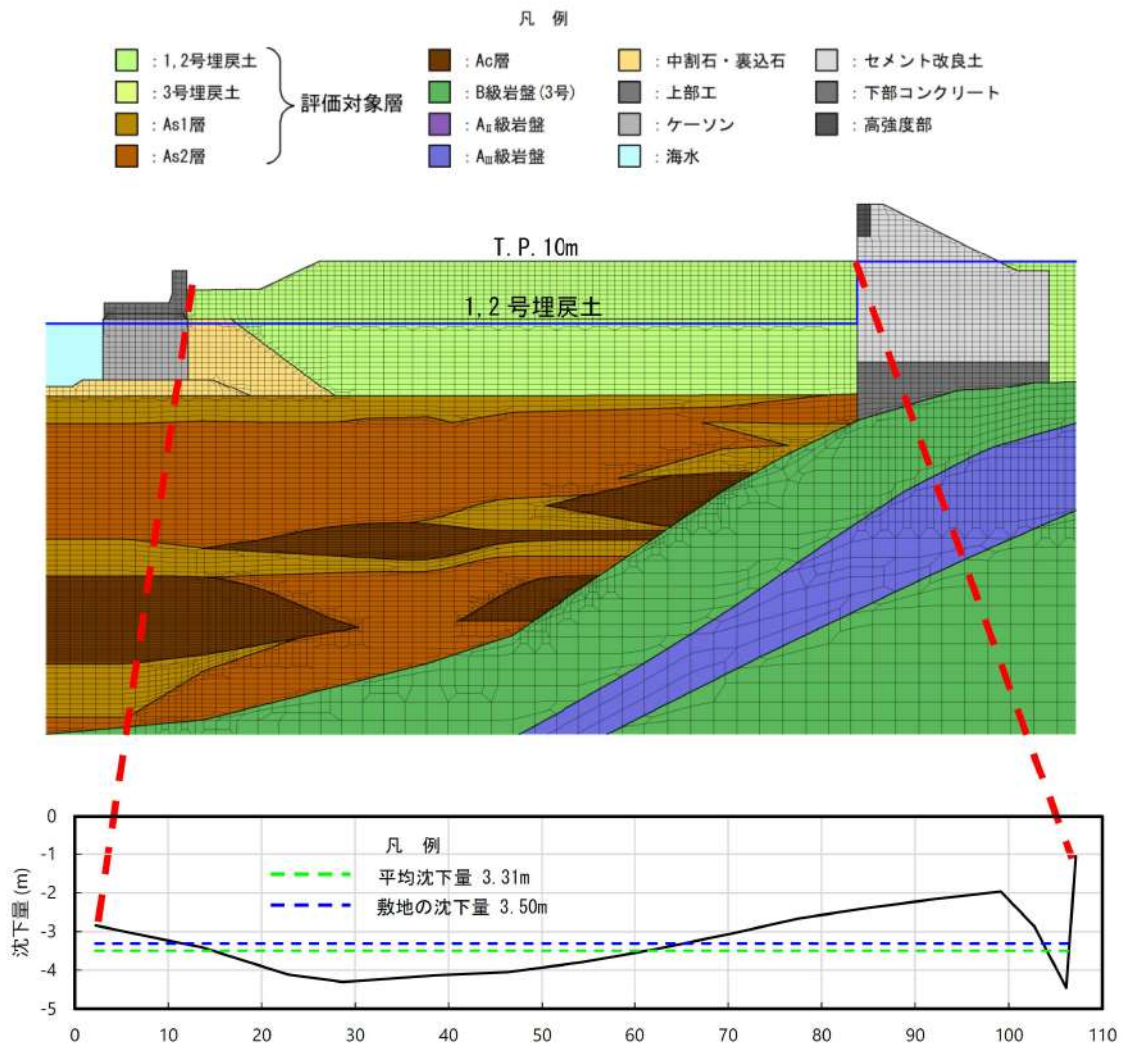 凡 例
: 1,2号埋戻土
: 3号埋戻土
: As1層
: As2層
評価対象層
: Ac層
: B級岩盤(3号)
: AⅡ級岩盤
: AⅢ級岩盤
: 中割石・裏込石
: 上部工
: ケーソン
: 海水
: セメント改良土
: 下部コンクリート
: 高強度部
T.P.10m
1,2号埋戻土
凡 例
平均沈下量 3.31m
敷地の沈下量 3.50m
沈下量(m)
0
-1
-2
-3
-4
-5
0 10 20 30 40 50 60 70 80 90 100 110